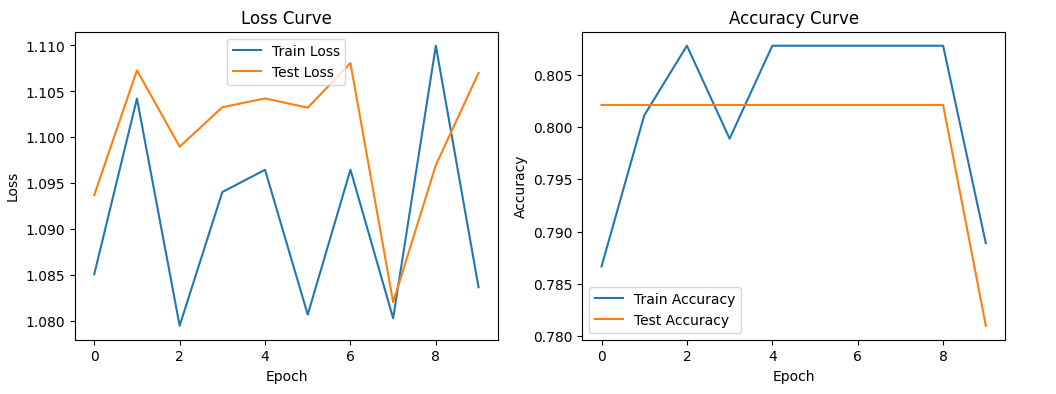 Loss Curve
Train Loss
Test Loss
1.110
1.105
1.100
1.095
1.090
1.085
1.080
Loss
0 2 4 6 8
Epoch
Accuracy Curve
0.805
0.800
0.795
0.790
0.785
0.780
Accuracy
Train Accuracy
Test Accuracy
0 2 4 6 8
Epoch